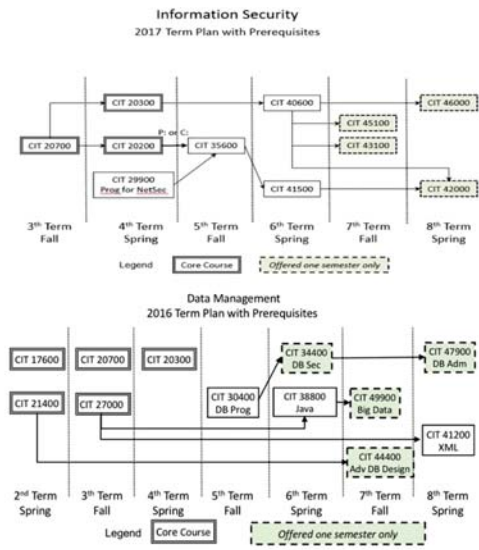 Information Security
2017 Term Plan with Prerequisites
CIT 20300
CIT 40600
CIT 46000
CIT 45100
P: or C:
CIT 20700
CIT 20200
CIT 35600
CIT 43100
CIT 29900
Prog for NetSec
CIT 41500
CIT 42000
3th Term
Fall
4th Term
Spring
5th Term
Fall
6th Term
Spring
7th Term
Fall
8th Term
Spring
Legend
Core Course
Offered one semester only
Data Management
2016 Term Plan with Prerequisites
CIT 17600
CIT 20700
CIT 20300
CIT 34400
DB Sec
CIT 47900
DB Adm
CIT 21400
CIT 27000
CIT 30400
DB Prog
CIT 38800
Java
CIT 49900
Big Data
CIT 41200
XML
CIT 44400
Adv DB Design
2nd Term
Spring
3th Term
Fall
4th Term
Spring
5th Term
Fall
6th Term
Spring
7th Term
Fall
8th Term
Spring
Legend
Core Course
Offered one semester only